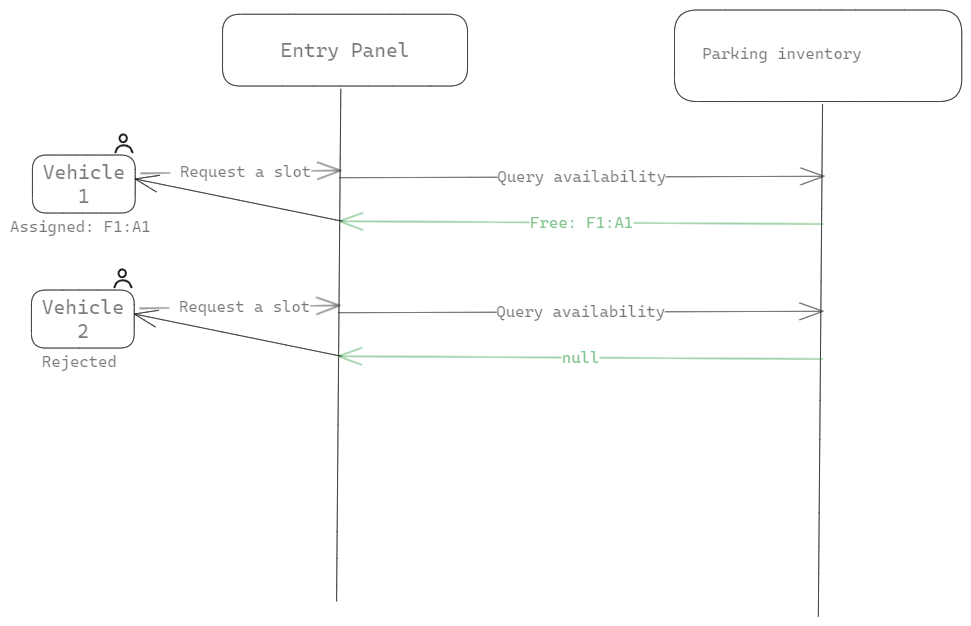 Entry Panel
Parking inventory
Vehicle
1
Request a slot
Query availability
Free: F1:A1
Assigned: F1:A1
Vehicle
2
Request a slot
Query availability
null
Rejected